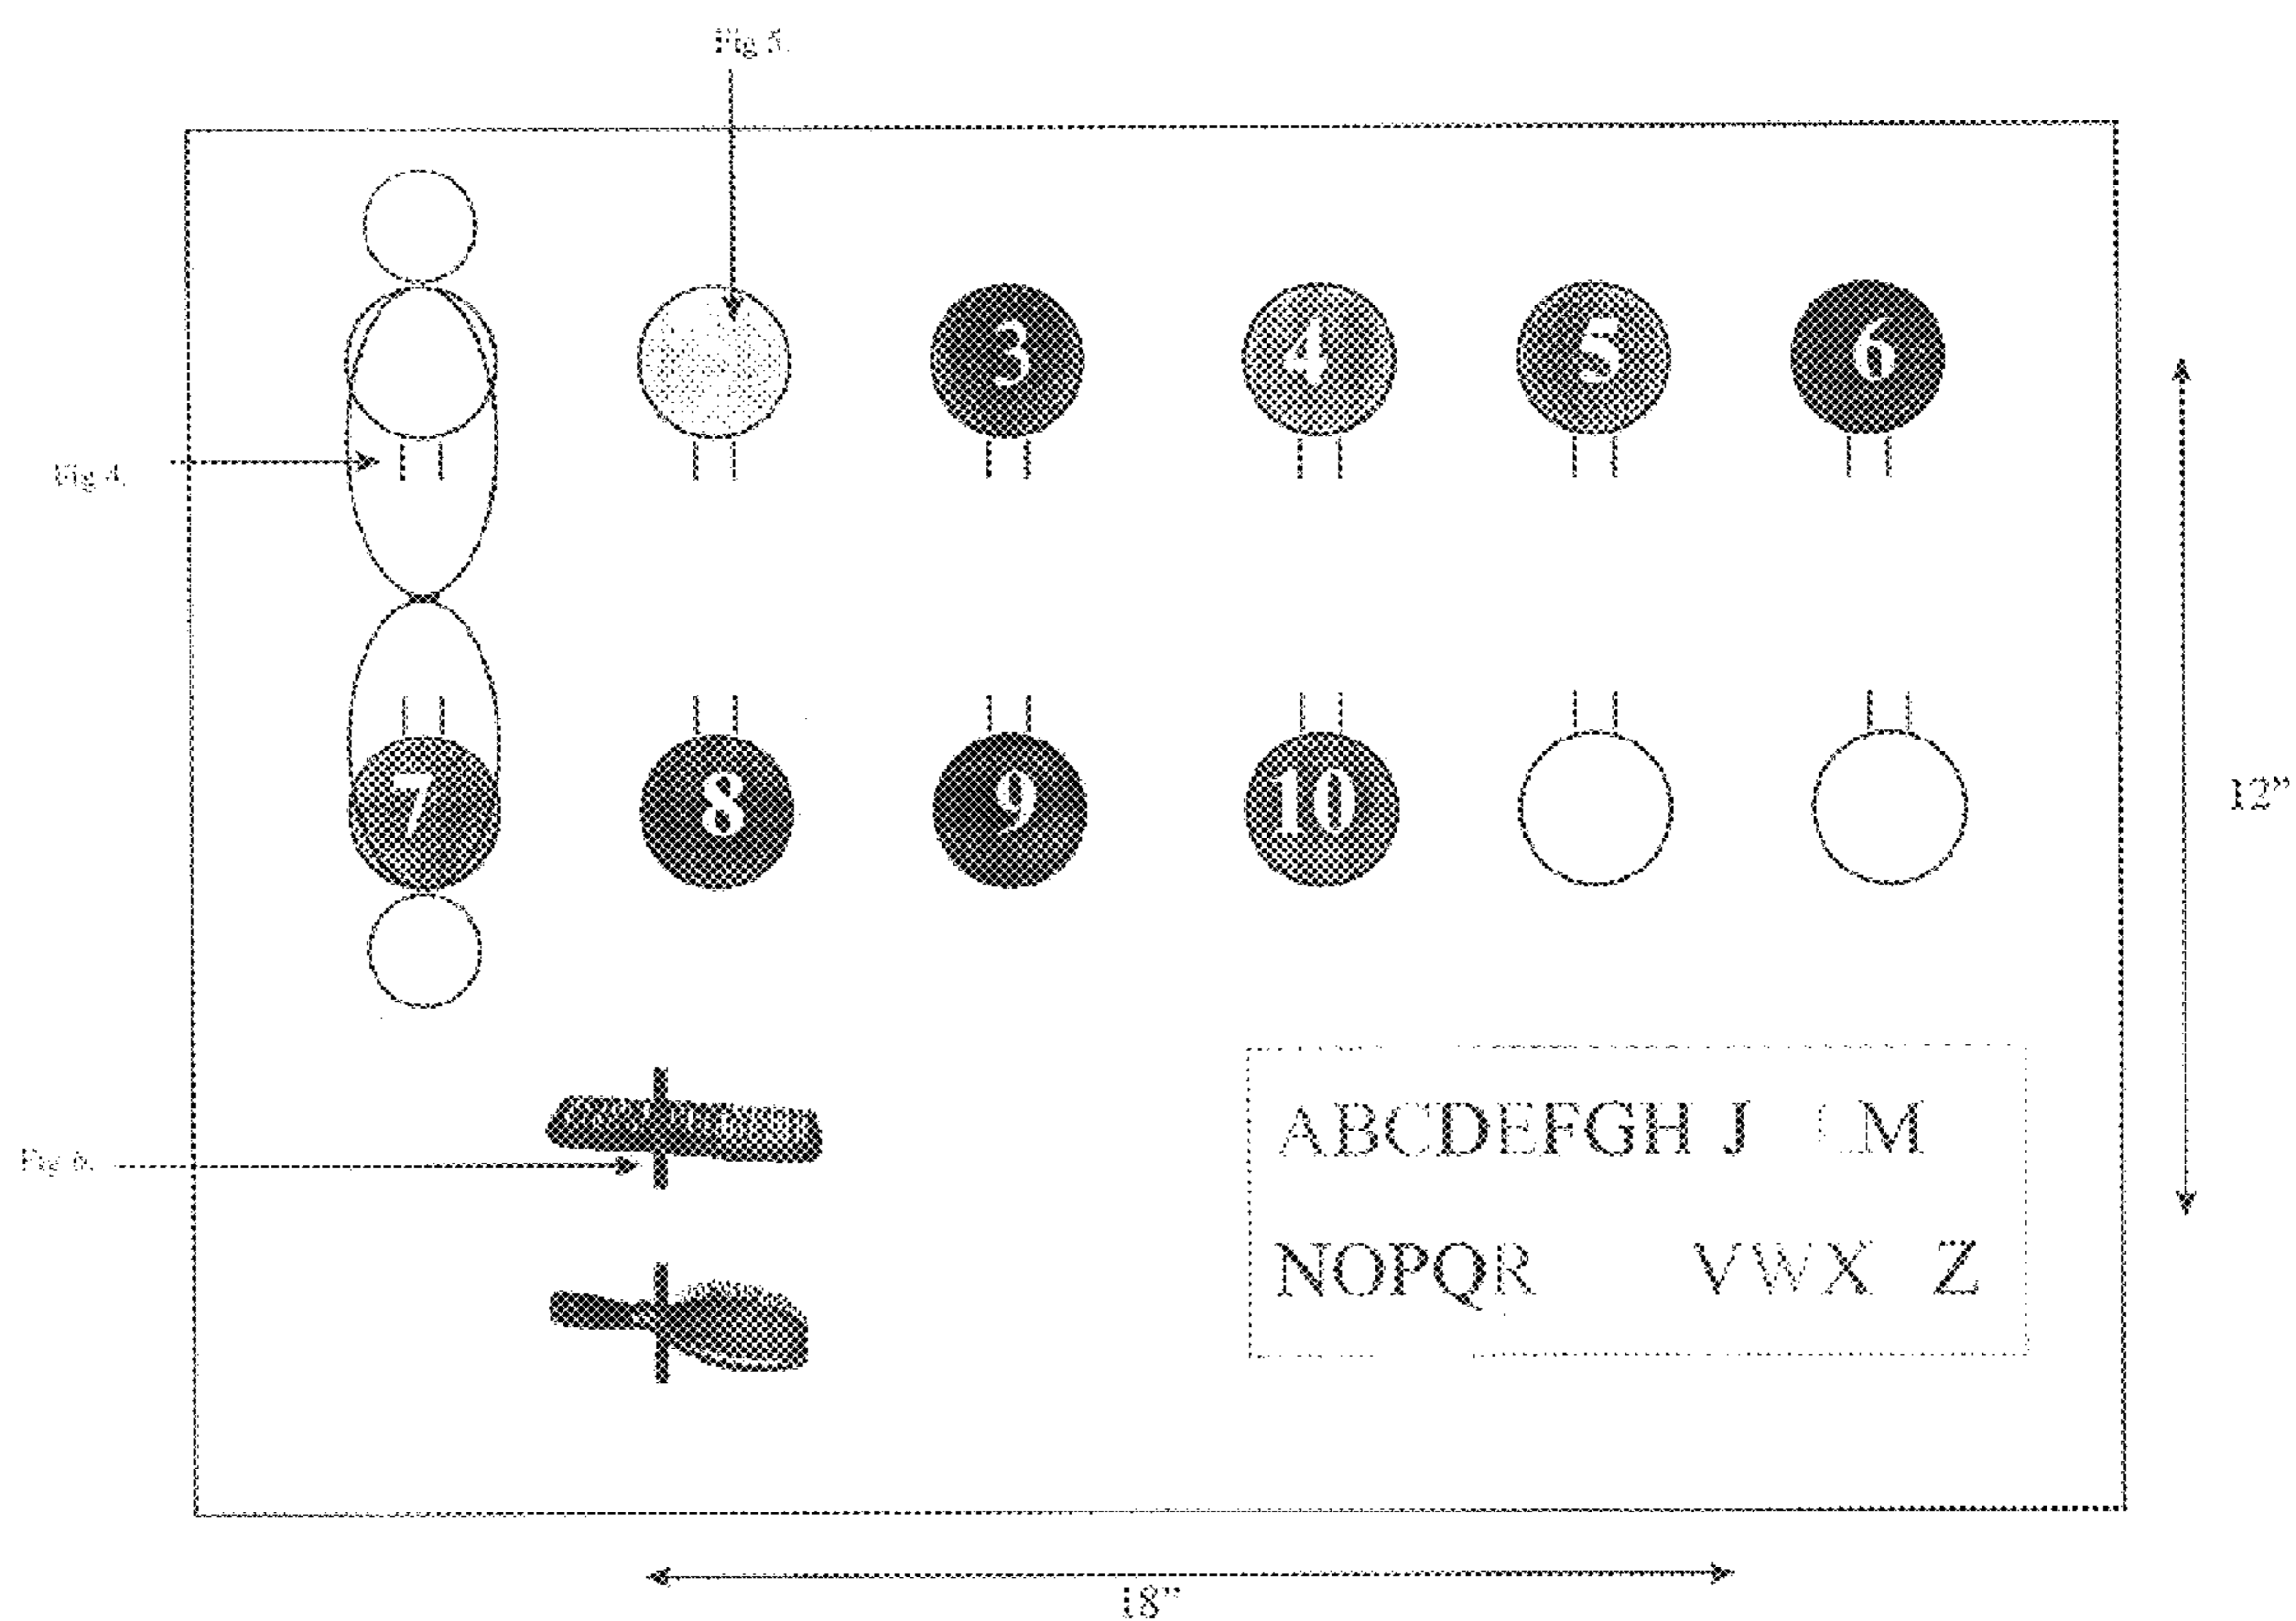 Fig 5.
3 4 5 6
Fig 4.
7 8 9 10
12”
ABCDEFGH J LM
Fig 6.
NOPQR VWX Z
18”